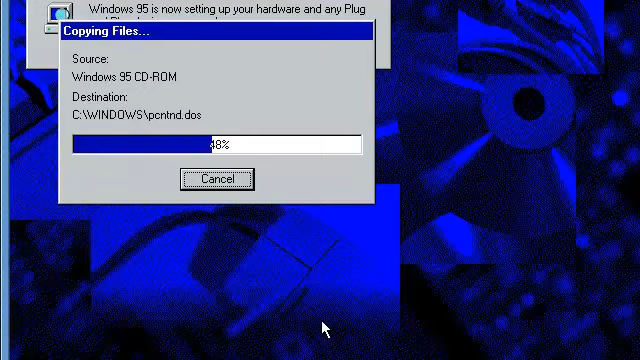 Windows 95 is now setting up your hardware and any Plug
Copying Files...
Source:
Windows 95 CD-ROM
Destination:
C:\WINDOWS\pcntnd.dos
48%
Cancel